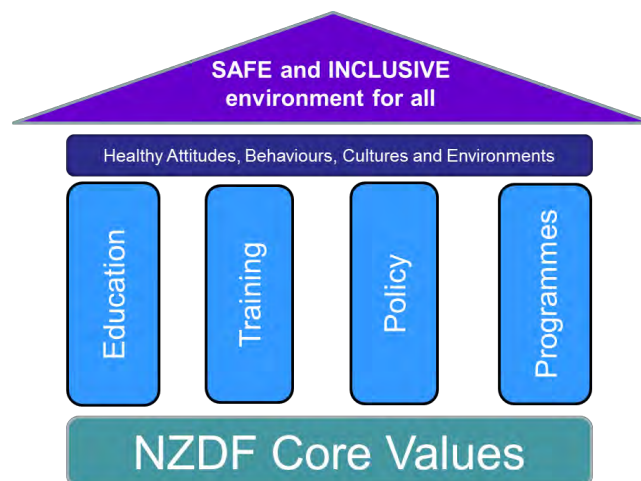 SAFE and INCLUSIVE
environment for all
Healthy Attitudes, Behaviours, Cultures and Environments
Education
Training
Policy
Programmes
NZDF Core Values